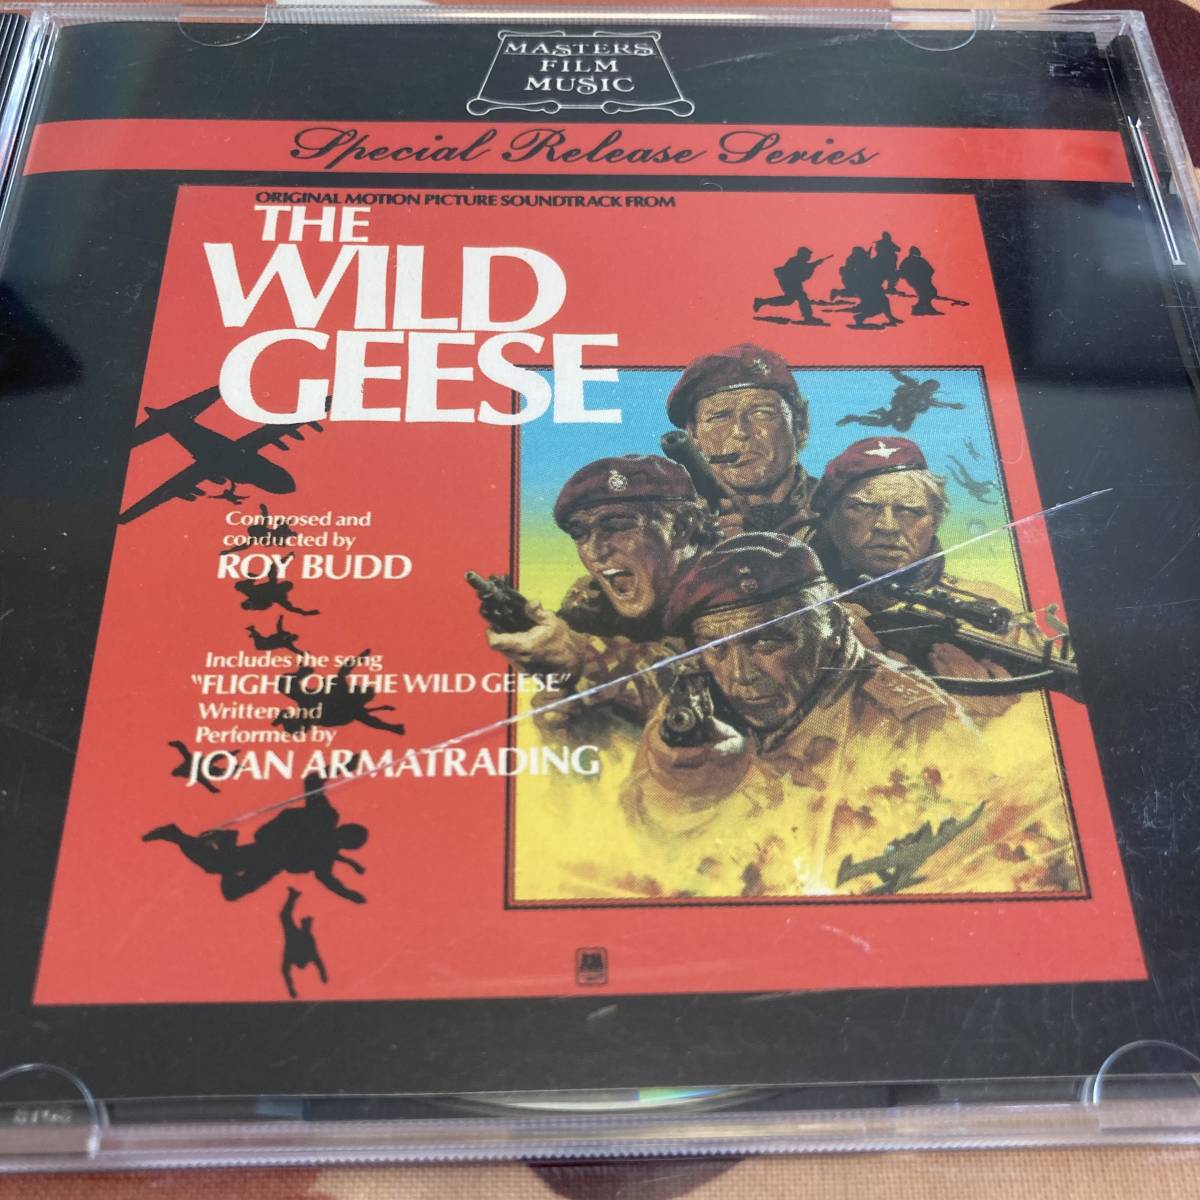 MASTERS
FILM
MUSIC
Special Release Series
ORIGINAL MOTION PICTURE SOUNDTRACK FROM
THE
WILD
GEESE
Composed and
conducted by
ROY BUDD
Includes the song
"FLIGHT OF THE WILD GEESE"
Written and
Performed by
JOAN ARMATRADING